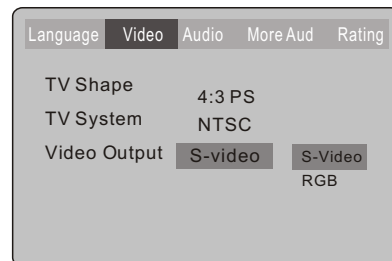 Language Video Audio More Aud Rating
TV Shape 4:3 PS
TV System NTSC
Video Output S-video S-Video
RGB